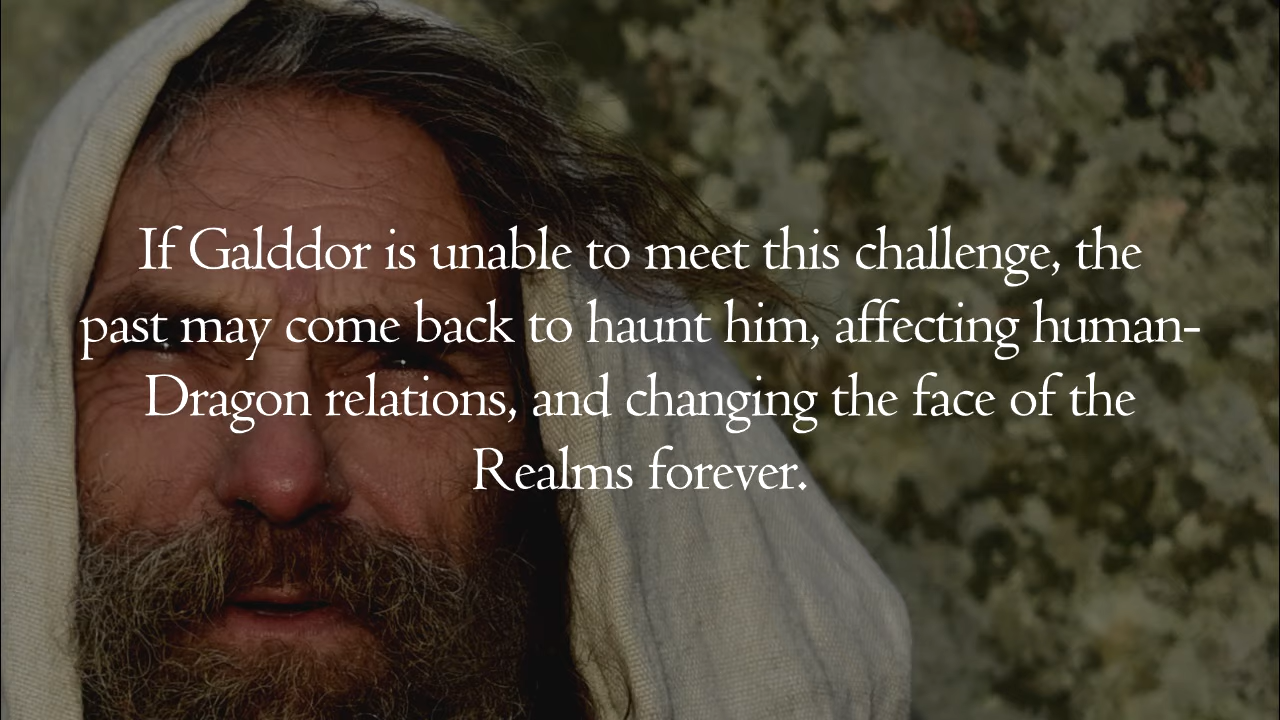 If Galddor is unable to meet this challenge, the
past may come back to haunt him, affecting human-
Dragon relations, and changing the face of the
Realms forever.